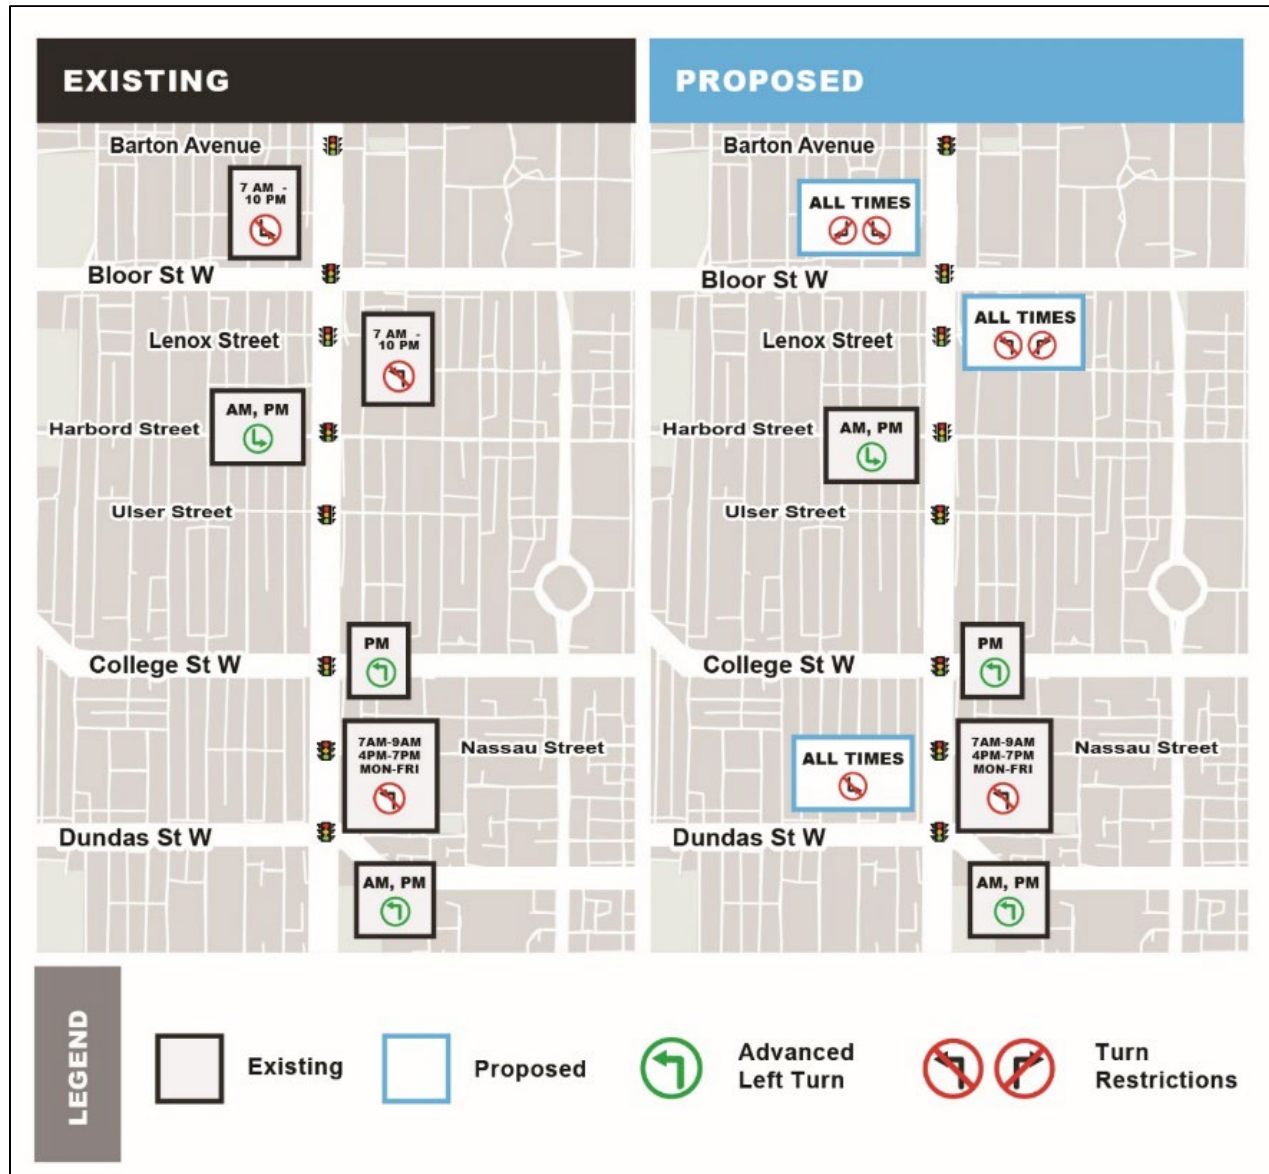 EXISTING
Barton Avenue
7 AM -
10 PM
Bloor St W
Lenox Street
7 AM -
10 PM
AM, PM
Harbord Street
Ulser Street
PM
College St W
7AM-9AM
4PM-7PM
MON-FRI
Nassau Street
Dundas St W
AM, PM
PROPOSED
Barton Avenue
ALL TIMES
Bloor St W
ALL TIMES
Lenox Street
AM, PM
Harbord Street
Ulser Street
PM
College St W
7AM-9AM
4PM-7PM
MON-FRI
Nassau Street
ALL TIMES
Dundas St W
AM, PM
LEGEND
Existing
Proposed
Advanced
Left Turn
Turn
Restrictions